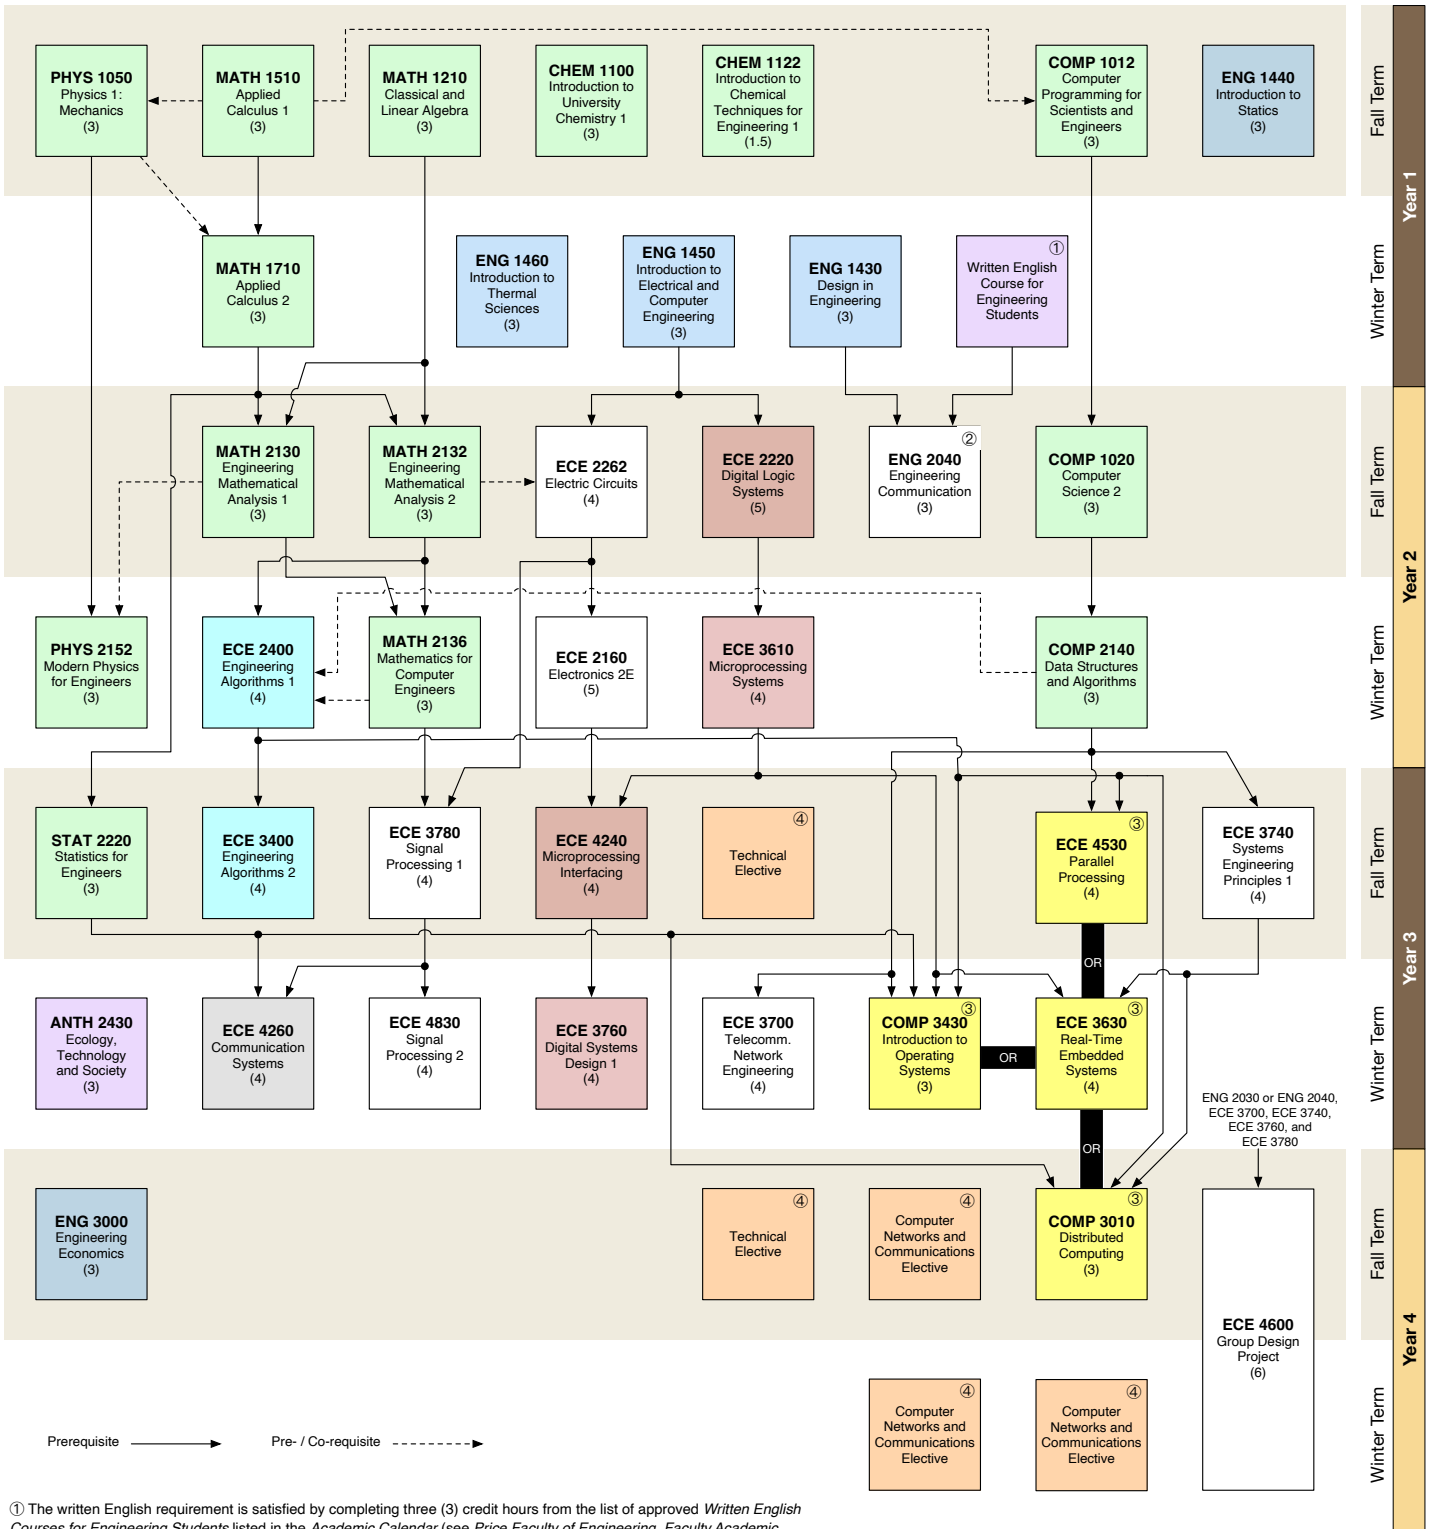 PHYS 1050
Physics 1:
Mechanics
(3)
MATH 1510
Applied
Calculus 1
(3)
MATH 1210
Classical and
Linear Algebra
(3)
CHEM 1100
Introduction to
University
Chemistry 1
(3)
CHEM 1122
Introduction to
Chemical
Techniques for
Engineering 1
(1.5)
COMP 1012
Computer
Programming for
Scientists and
Engineers
(3)
ENG 1440
Introduction to
Statics
(3)
Fall Term
Year 1
MATH 1710
Applied
Calculus 2
(3)
ENG 1460
Introduction to
Thermal
Sciences
(3)
ENG 1450
Introduction to
Electrical and
Computer
Engineering
(3)
ENG 1430
Design in
Engineering
(3)
①
Written English
Course for
Engineering
Students
Winter Term
MATH 2130
Engineering
Mathematical
Analysis 1
(3)
MATH 2132
Engineering
Mathematical
Analysis 2
(3)
ECE 2262
Electric Circuits
(4)
ECE 2220
Digital Logic
Systems
(5)
②
ENG 2040
Engineering
Communication
(3)
COMP 1020
Computer
Science 2
(3)
Fall Term
Year 2
PHYS 2152
Modern Physics
for Engineers
(3)
ECE 2400
Engineering
Algorithms 1
(4)
MATH 2136
Mathematics for
Computer
Engineers
(3)
ECE 2160
Electronics 2E
(5)
ECE 3610
Microprocessing
Systems
(4)
COMP 2140
Data Structures
and Algorithms
(3)
Winter Term
STAT 2220
Statistics for
Engineers
(3)
ECE 3400
Engineering
Algorithms 2
(4)
ECE 3780
Signal
Processing 1
(4)
ECE 4240
Microprocessing
Interfacing
(4)
④
Technical
Elective
③
ECE 4530
Parallel
Processing
(4)
ECE 3740
Systems
Engineering
Principles 1
(4)
Fall Term
Year 3
OR
ANTH 2430
Ecology,
Technology
and Society
(3)
ECE 4260
Communication
Systems
(4)
ECE 4830
Signal
Processing 2
(4)
ECE 3760
Digital Systems
Design 1
(4)
ECE 3700
Telecomm.
Network
Engineering
(4)
③
COMP 3430
Introduction to
Operating
Systems
(3)
OR
③
ECE 3630
Real-Time
Embedded
Systems
(4)
Winter Term
ENG 2030 or ENG 2040,
ECE 3700, ECE 3740,
ECE 3760, and
ECE 3780
OR
ENG 3000
Engineering
Economics
(3)
④
Technical
Elective
④
Computer
Networks and
Communications
Elective
③
COMP 3010
Distributed
Computing
(3)
ECE 4600
Group Design
Project
(6)
Fall Term
Year 4
④
Computer
Networks and
Communications
Elective
④
Computer
Networks and
Communications
Elective
Winter Term
Prerequisite
Pre- / Co-requisite
① The written English requirement is satisfied by completing three (3) credit hours from the list of approved Written English
Courses for Engineering Students listed in the Academic Calendar (see Price Faculty of Engineering, Faculty Academic